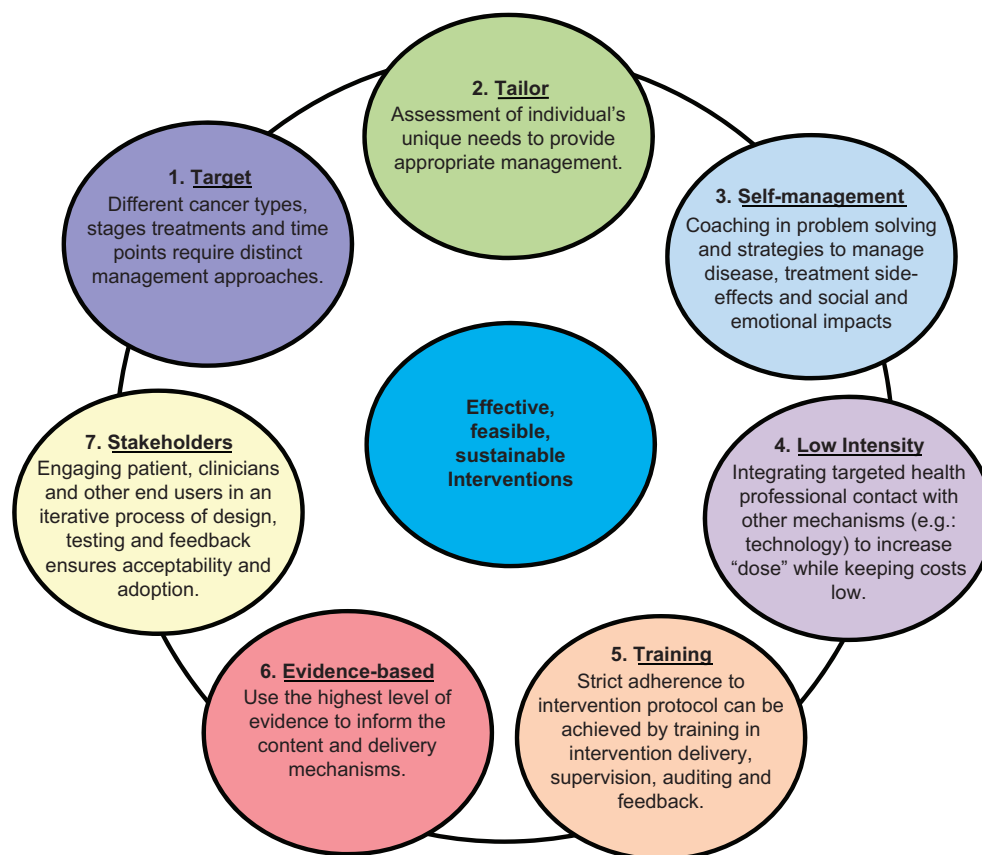 1. Target
Different cancer types,
stages treatments and time
points require distinct
management approaches.
2. Tailor
Assessment of individual’s
unique needs to provide
appropriate management.
3. Self-management
Coaching in problem solving
and strategies to manage
disease, treatment side-
effects and social and
emotional impacts
4. Low Intensity
Integrating targeted health
professional contact with
other mechanisms (e.g.:
technology) to increase
“dose” while keeping costs
low.
5. Training
Strict adherence to
intervention protocol can be
achieved by training in
intervention delivery,
supervision, auditing and
feedback.
6. Evidence-based
Use the highest level of
evidence to inform the
content and delivery
mechanisms.
7. Stakeholders
Engaging patient, clinicians
and other end users in an
iterative process of design,
testing and feedback
ensures acceptability and
adoption.
Effective,
feasible,
sustainable
Interventions